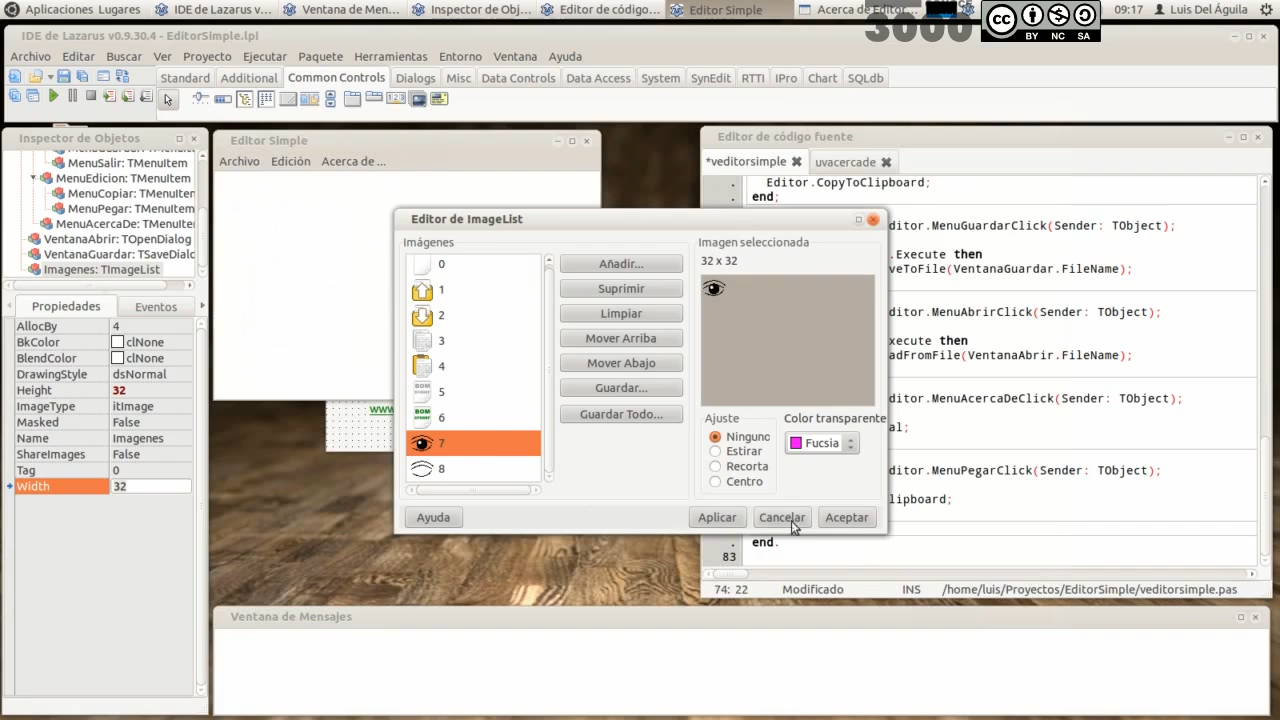 Aplicaciones Lugares
IDE de Lazarus v...
Ventana de Men...
Inspector de Obj...
Editor de código...
Editor Simple
Acerca de Editor...
09:17
Luis Del Águila
3000
cc
BY NC SA
IDE de Lazarus v0.9.30.4 - EditorSimple.lpi
Archivo Editar Buscar Ver Proyecto Ejecutar Paquete Herramientas Entorno Ventana Ayuda
Standard Additional Common Controls Dialogs Misc Data Controls Data Access System SynEdit RTTI IPro Chart SQLdb
Inspector de Objetos
MenuSalir: TMenuItem
MenuEdicion: TMenuItem
MenuCopiar: TMenuIten
MenuPegar: TMenuItem
MenuAcercaDe: TMenuIte
VentanaAbrir: TOpenDialog
VentanaGuardar: TSaveDialo
Imagenes: TImageList
Propiedades Eventos
AllocBy 4
BkColor clNone
BlendColor clNone
DrawingStyle dsNormal
Height 32
ImageType itImage
Masked False
Name Imagenes
ShareImages False
Tag 0
Width 32
Editor Simple
Archivo Edición Acerca de ...
www
Editor de ImageList
Imágenes
0
1
2
3
4
5
6
7
8
Añadir...
Suprimir
Limpiar
Mover Arriba
Mover Abajo
Guardar...
Guardar Todo...
Imagen seleccionada
32 x 32
Ajuste
Ninguno
Estirar
Recorta
Centro
Color transparente
Fucsia
Ayuda Aplicar Cancelar Aceptar
Editor de código fuente
*veditorsimple uvacercade
Editor.CopyToClipboard;
end;
ditor.MenuGuardarClick(Sender: TObject);
.Execute then
veToFile(VentanaGuardar.FileName);
ditor.MenuAbrirClick(Sender: TObject);
xecute then
adFromFile(VentanaAbrir.FileName);
ditor.MenuAcercaDeClick(Sender: TObject);
al;
ditor.MenuPegarClick(Sender: TObject);
lipboard;
end.
83
74: 22 Modificado INS /home/luis/Proyectos/EditorSimple/veditorsimple.pas
Ventana de Mensajes